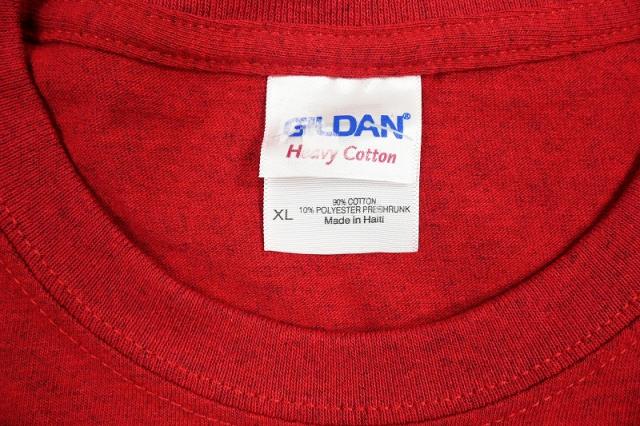 GILDAN®
Heavy Cotton
90% COTTON
XL 10% POLYESTER PRESHRUNK
Made in Haiti